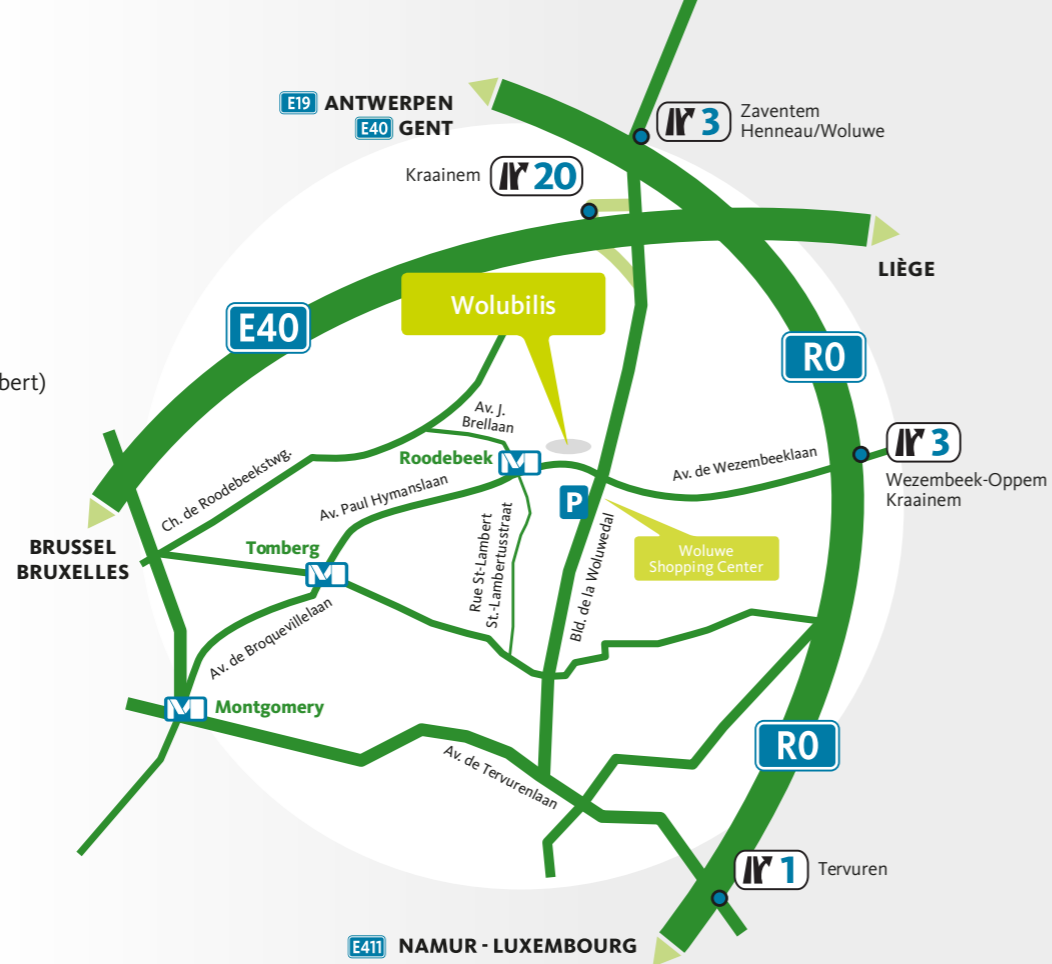 E19 ANTWERPEN
E40 GENT
3
Zaventem
Henneau/Woluwe
Kraainem
20
LIÈGE
Wolubilis
E40
R0
bert)
Av. J.
Brellaan
Roodebeek
Av. de Wezembeeklaan
3
Wezembeek-Oppem
Kraainem
Ch. de Roodebeekstwg.
Av. Paul Hymanslaan
P
BRUSSEL
BRUXELLES
Tomberg
Rue St-Lambert
St.-Lambertusstraat
Bld. de la Woluwedal
Woluwe
Shopping Center
Av. de Broquevillelaan
Montgomery
R0
Av. de Tervurenlaan
1
Tervuren
E411 NAMUR - LUXEMBOURG